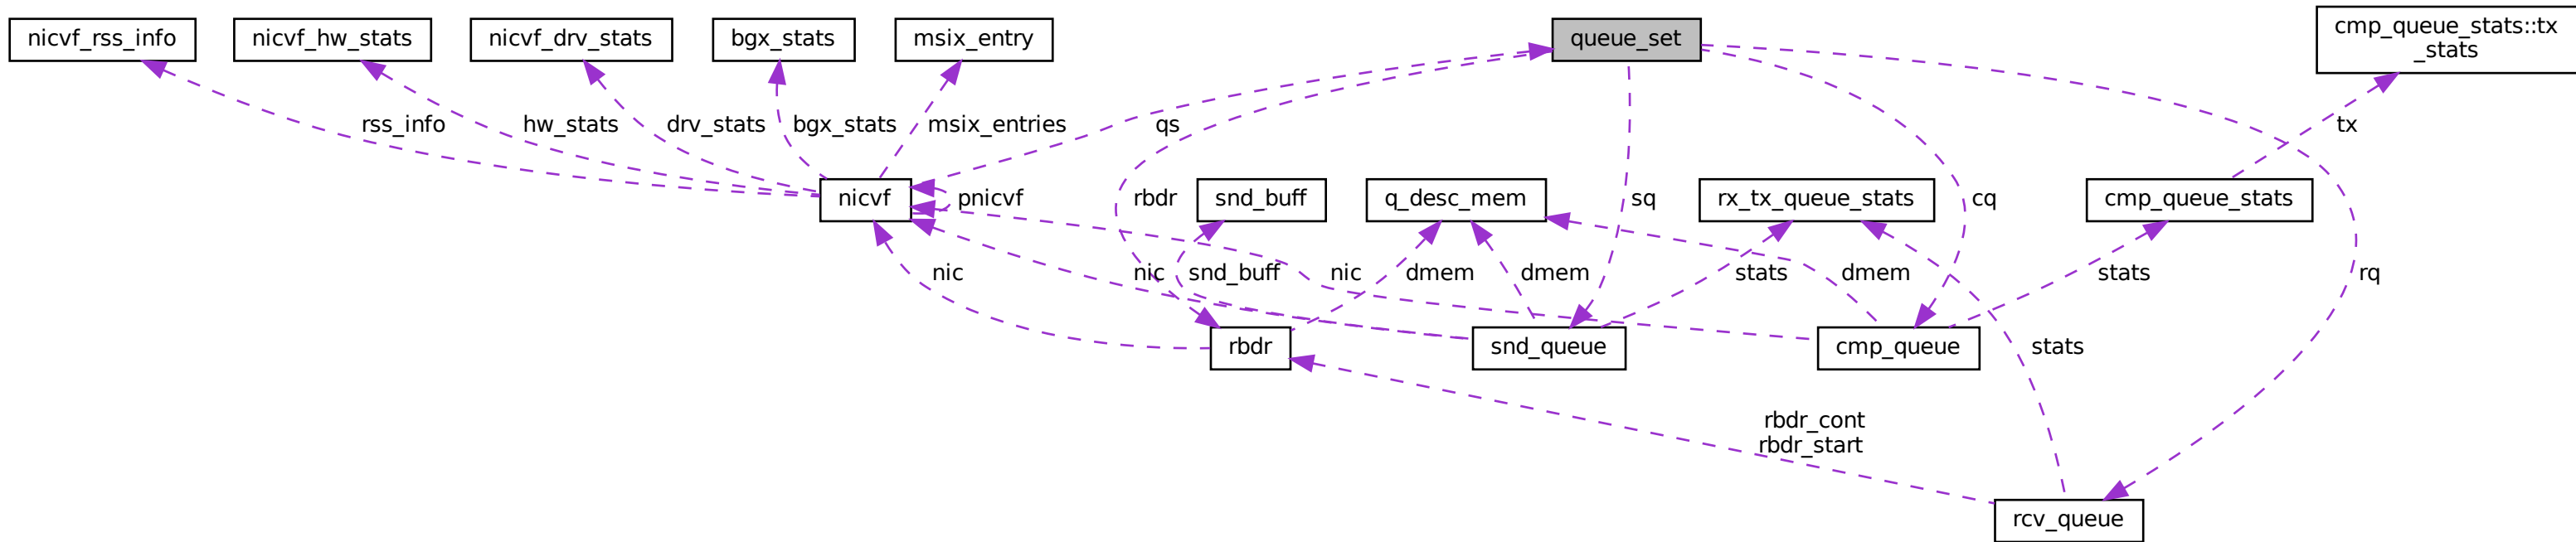 nicvf_rss_info
nicvf_hw_stats
nicvf_drv_stats
bgx_stats
msix_entry
queue_set
cmp_queue_stats::tx
_stats
rss_info
hw_stats
drv_stats
bgx_stats
msix_entries
qs
tx
nicvf
pnicvf
rbdr
snd_buff
q_desc_mem
sq
rx_tx_queue_stats
cq
cmp_queue_stats
nic
nic
snd_buff
nic
dmem
dmem
stats
dmem
stats
rq
rbdr
snd_queue
cmp_queue
stats
rbdr_cont
rbdr_start
rcv_queue